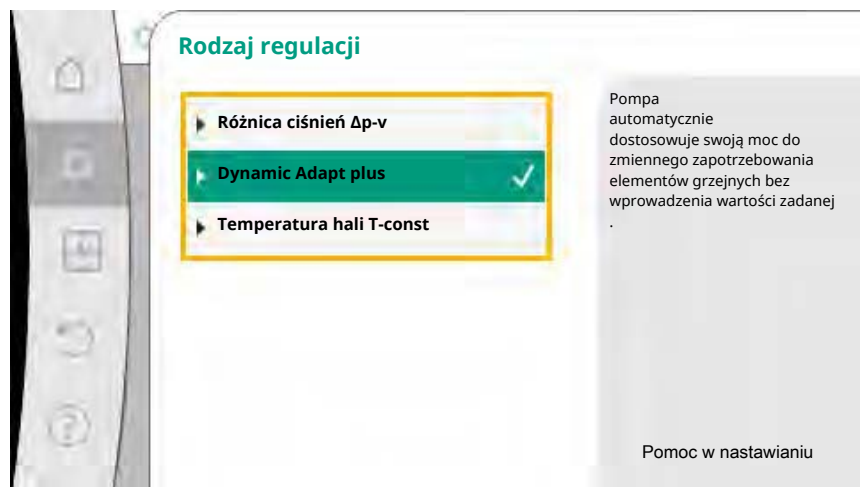 Rodzaj regulacji
Różnica ciśnień Δp-v
Dynamic Adapt plus
Temperatura hali T-const
Pompa
automatycznie
dostosowuje swoją moc do
zmiennego zapotrzebowania
elementów grzejnych bez
wprowadzenia wartości zadanej
.
Pomoc w nastawianiu